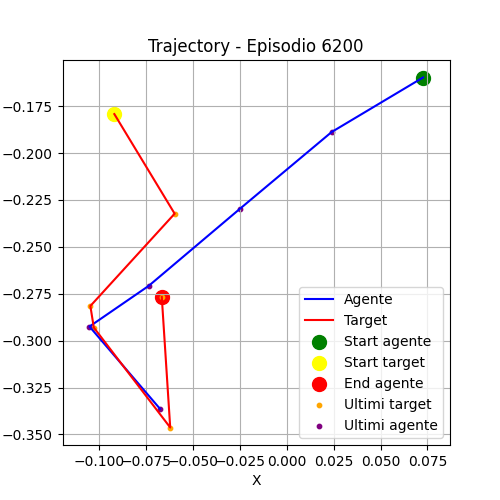 Trajectory - Episodio 6200
−0.175
−0.200
−0.225
−0.250
−0.275
−0.300
−0.325
−0.350
Agente
Target
Start agente
Start target
End agente
Ultimi target
Ultimi agente
−0.100 −0.075 −0.050 −0.025 0.000 0.025 0.050 0.075
X